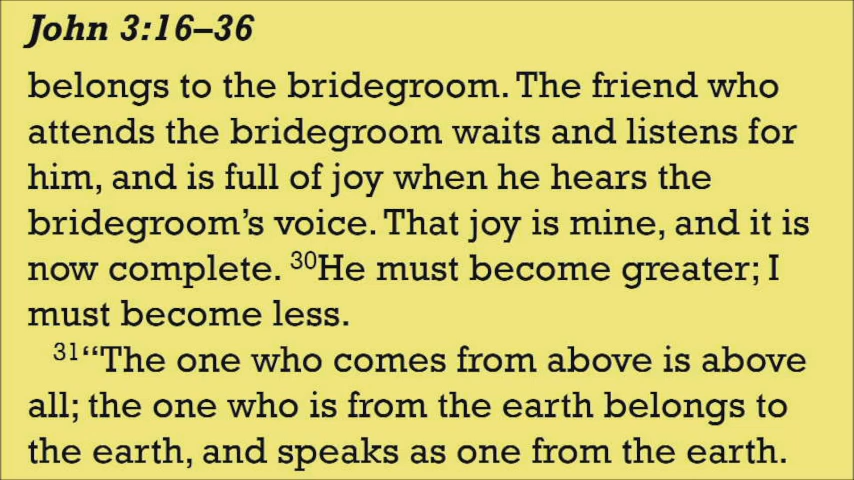 John 3:16–36
belongs to the bridegroom. The friend who
attends the bridegroom waits and listens for
him, and is full of joy when he hears the
bridegroom’s voice. That joy is mine, and it is
now complete. ³⁰He must become greater; I
must become less.
³¹“The one who comes from above is above
all; the one who is from the earth belongs to
the earth, and speaks as one from the earth.